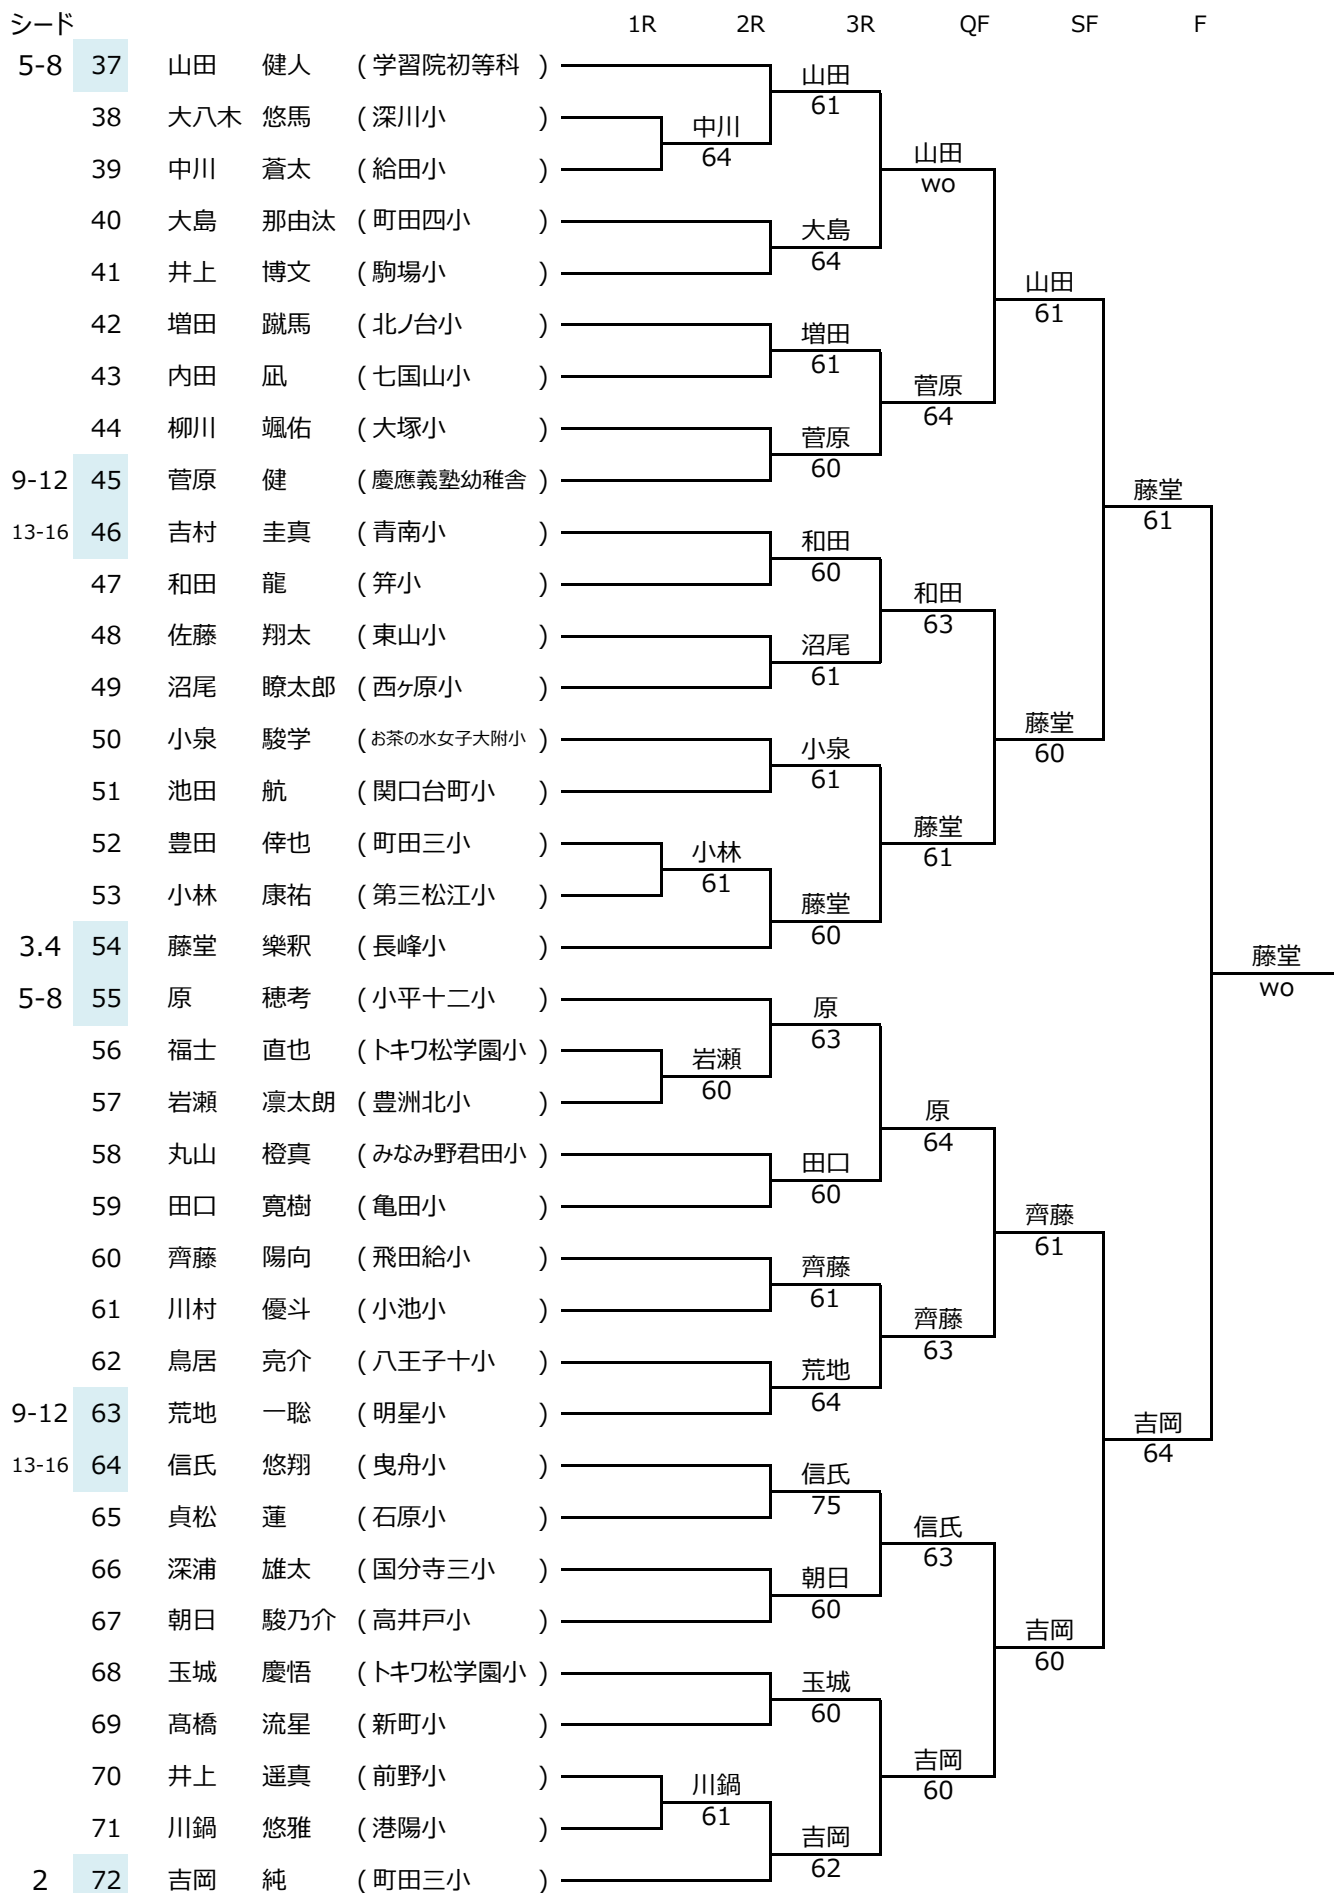 シード 1R 2R 3R QF SF F
5-8 37 山田 健人 ( 学習院初等科 )
山田
61
38 大八木 悠馬 ( 深川小 )
中川
64
39 中川 蒼太 ( 給田小 )
山田
wo
40 大島 那由汰 ( 町田四小 )
大島
64
41 井上 博文 ( 駒場小 )
山田
61
42 増田 蹴馬 ( 北ノ台小 )
増田
61
43 内田 凪 ( 七国山小 )
菅原
64
44 柳川 颯佑 ( 大塚小 )
菅原
60
9-12 45 菅原 健 ( 慶應義塾幼稚舎 )
藤堂
61
13-16 46 吉村 圭真 ( 青南小 )
和田
60
47 和田 龍 ( 笄小 )
和田
63
48 佐藤 翔太 ( 東山小 )
沼尾
61
49 沼尾 瞭太郎 ( 西ヶ原小 )
藤堂
60
50 小泉 駿学 ( お茶の水女子大附小 )
小泉
61
51 池田 航 ( 関口台町小 )
藤堂
61
52 豊田 倖也 ( 町田三小 )
小林
61
53 小林 康祐 ( 第三松江小 )
藤堂
60
3.4 54 藤堂 樂釈 ( 長峰小 )
藤堂
wo
5-8 55 原 穂考 ( 小平十二小 )
原
63
56 福士 直也 ( トキワ松学園小 )
岩瀬
60
57 岩瀬 凛太朗 ( 豊洲北小 )
原
64
58 丸山 橙真 ( みなみ野君田小 )
田口
60
59 田口 寛樹 ( 亀田小 )
齊藤
61
60 齊藤 陽向 ( 飛田給小 )
齊藤
61
61 川村 優斗 ( 小池小 )
齊藤
63
62 鳥居 亮介 ( 八王子十小 )
荒地
64
9-12 63 荒地 一聡 ( 明星小 )
吉岡
64
13-16 64 信氏 悠翔 ( 曳舟小 )
信氏
75
65 貞松 蓮 ( 石原小 )
信氏
63
66 深浦 雄太 ( 国分寺三小 )
朝日
60
67 朝日 駿乃介 ( 高井戸小 )
吉岡
60
68 玉城 慶悟 ( トキワ松学園小 )
玉城
60
69 髙橋 流星 ( 新町小 )
吉岡
60
70 井上 遥真 ( 前野小 )
川鍋
61
71 川鍋 悠雅 ( 港陽小 )
吉岡
62
2 72 吉岡 純 ( 町田三小 )